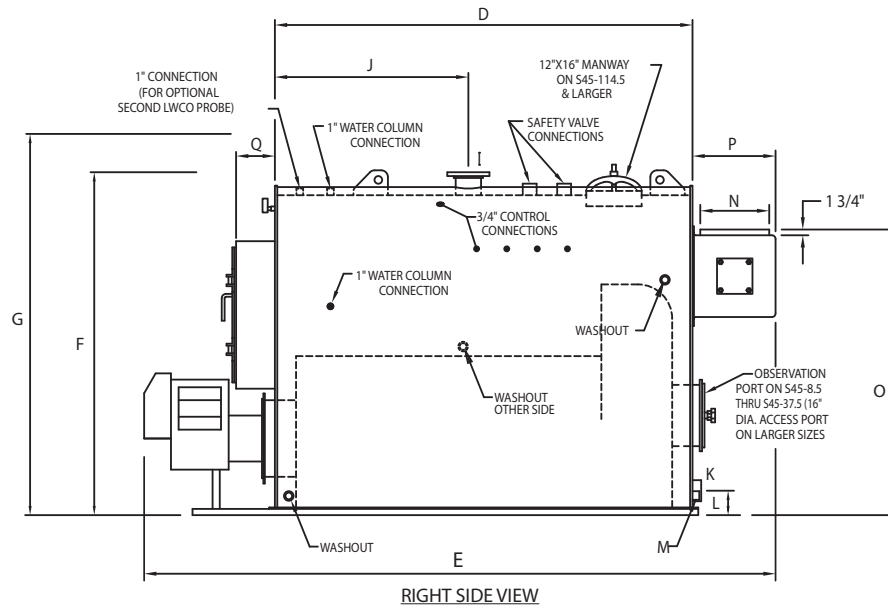 D
J
12"X16" MANWAY
ON S45-114.5
& LARGER
1" CONNECTION
(FOR OPTIONAL
SECOND LWCO PROBE)
SAFETY VALVE
CONNECTIONS
1" WATER COLUMN
CONNECTION
Q
I
P
N
1 3/4"
3/4" CONTROL
CONNECTIONS
1" WATER COLUMN
CONNECTION
G
F
WASHOUT
WASHOUT
OTHER SIDE
OBSERVATION
PORT ON S45-8.5
THRU S45-37.5 (16"
DIA. ACCESS PORT
ON LARGER SIZES
O
K
L
WASHOUT
M
E
RIGHT SIDE VIEW